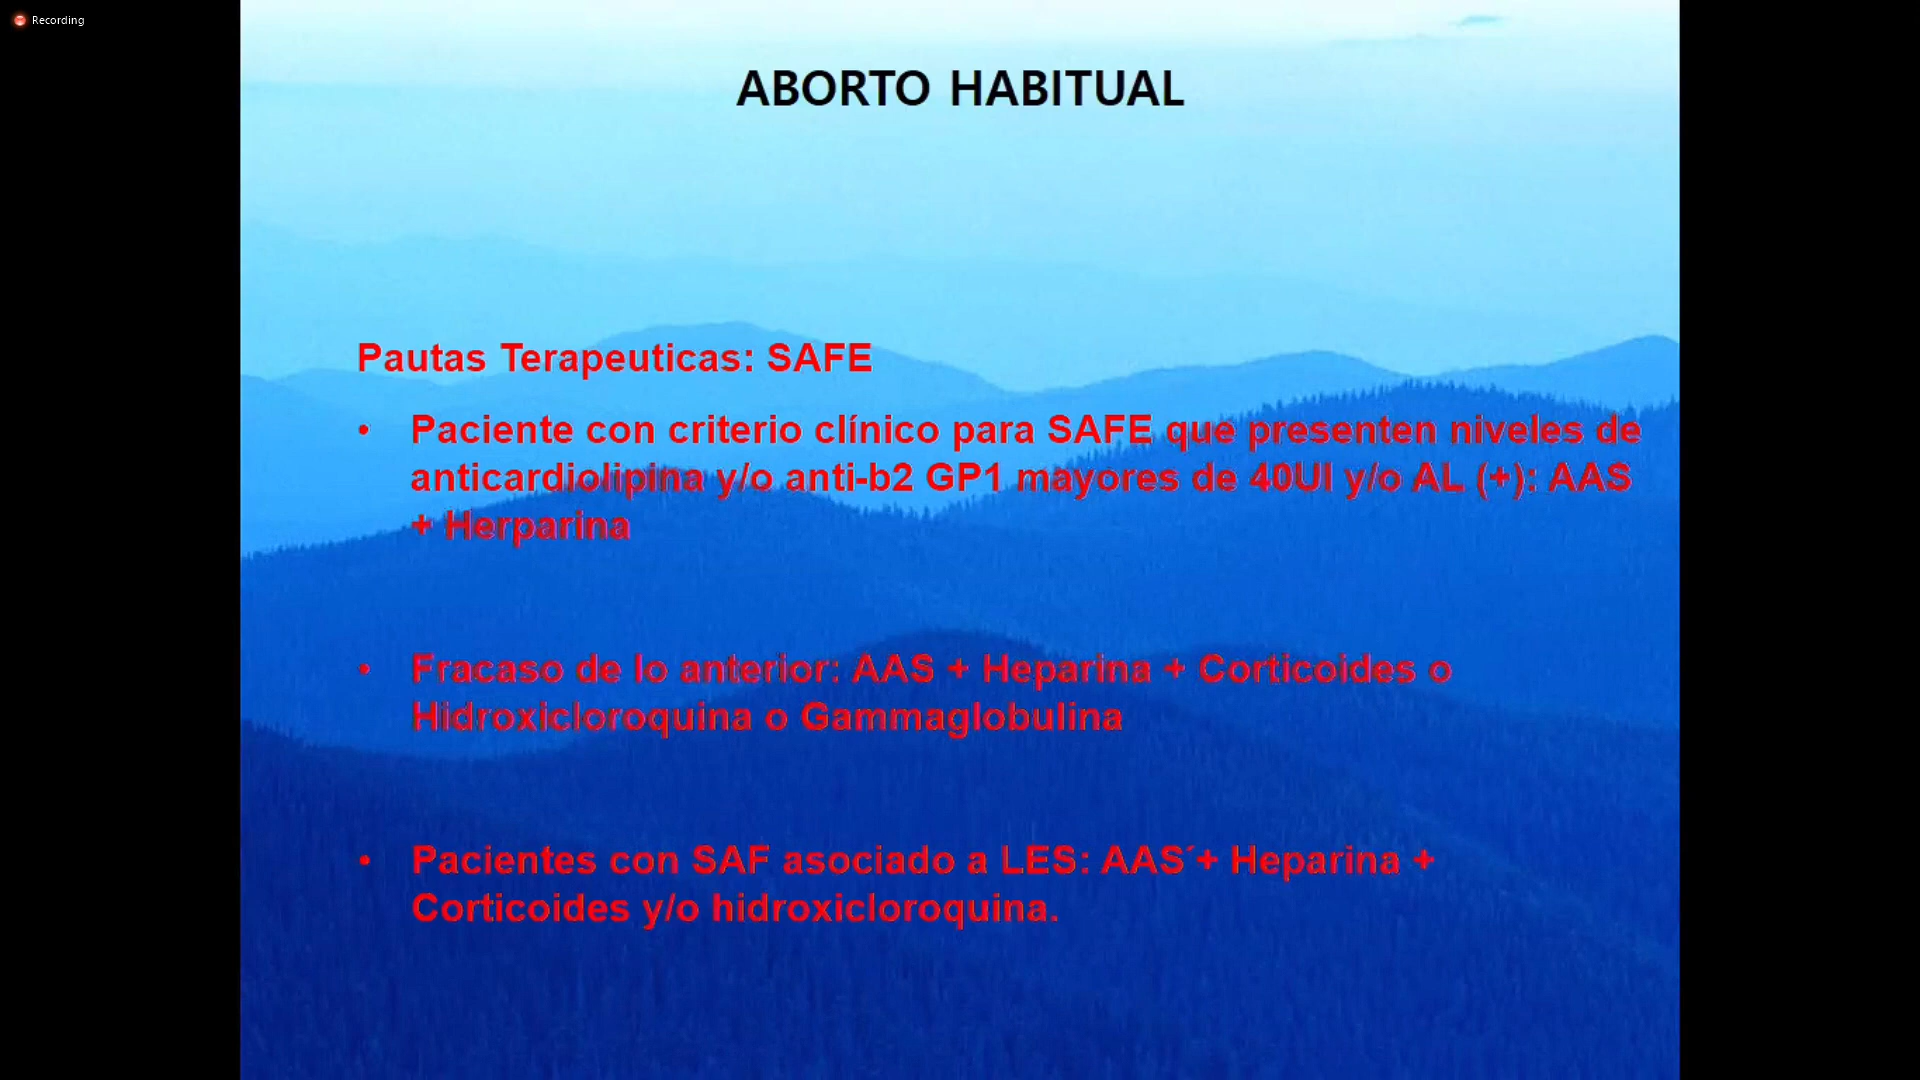 Recording
ABORTO HABITUAL
Pautas Terapeuticas: SAFE
• Paciente con criterio clínico para SAFE que presenten niveles de
anticardiolipina y/o anti-b2 GP1 mayores de 40UI y/o AL (+): AAS
+ Herparina
• Fracaso de lo anterior: AAS + Heparina + Corticoides o
Hidroxicloroquina o Gammaglobulina
• Pacientes con SAF asociado a LES: AAS´+ Heparina +
Corticoides y/o hidroxicloroquina.